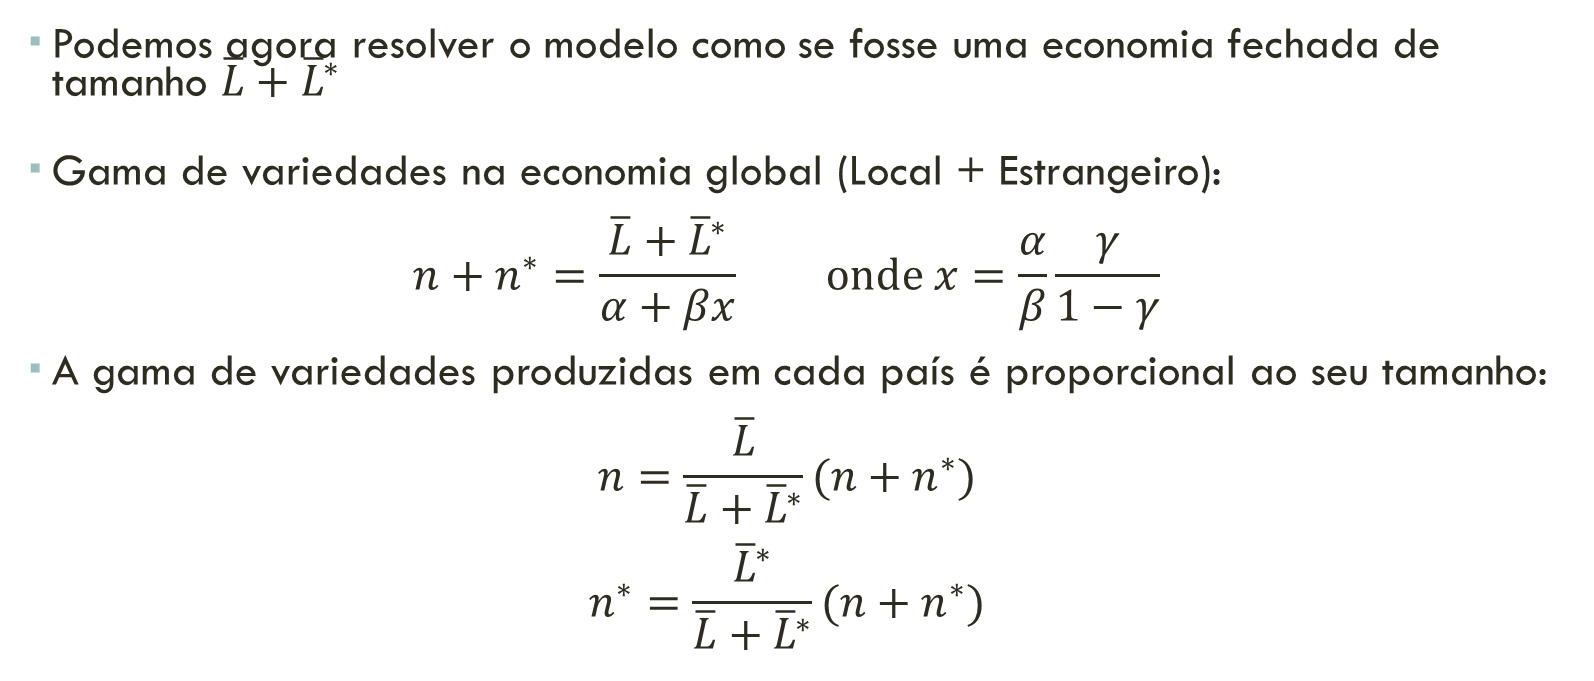 ▪ Podemos agora resolver o modelo como se fosse uma economia fechada de
tamanho L̅ + L̅*
▪ Gama de variedades na economia global (Local + Estrangeiro):
n + n* = (L̅ + L̅*) / (α + βx) onde x = (α/β) (γ/(1 − γ))
▪ A gama de variedades produzidas em cada país é proporcional ao seu tamanho:
n = L̅ / (L̅ + L̅*) (n + n*)
n* = L̅* / (L̅ + L̅*) (n + n*)